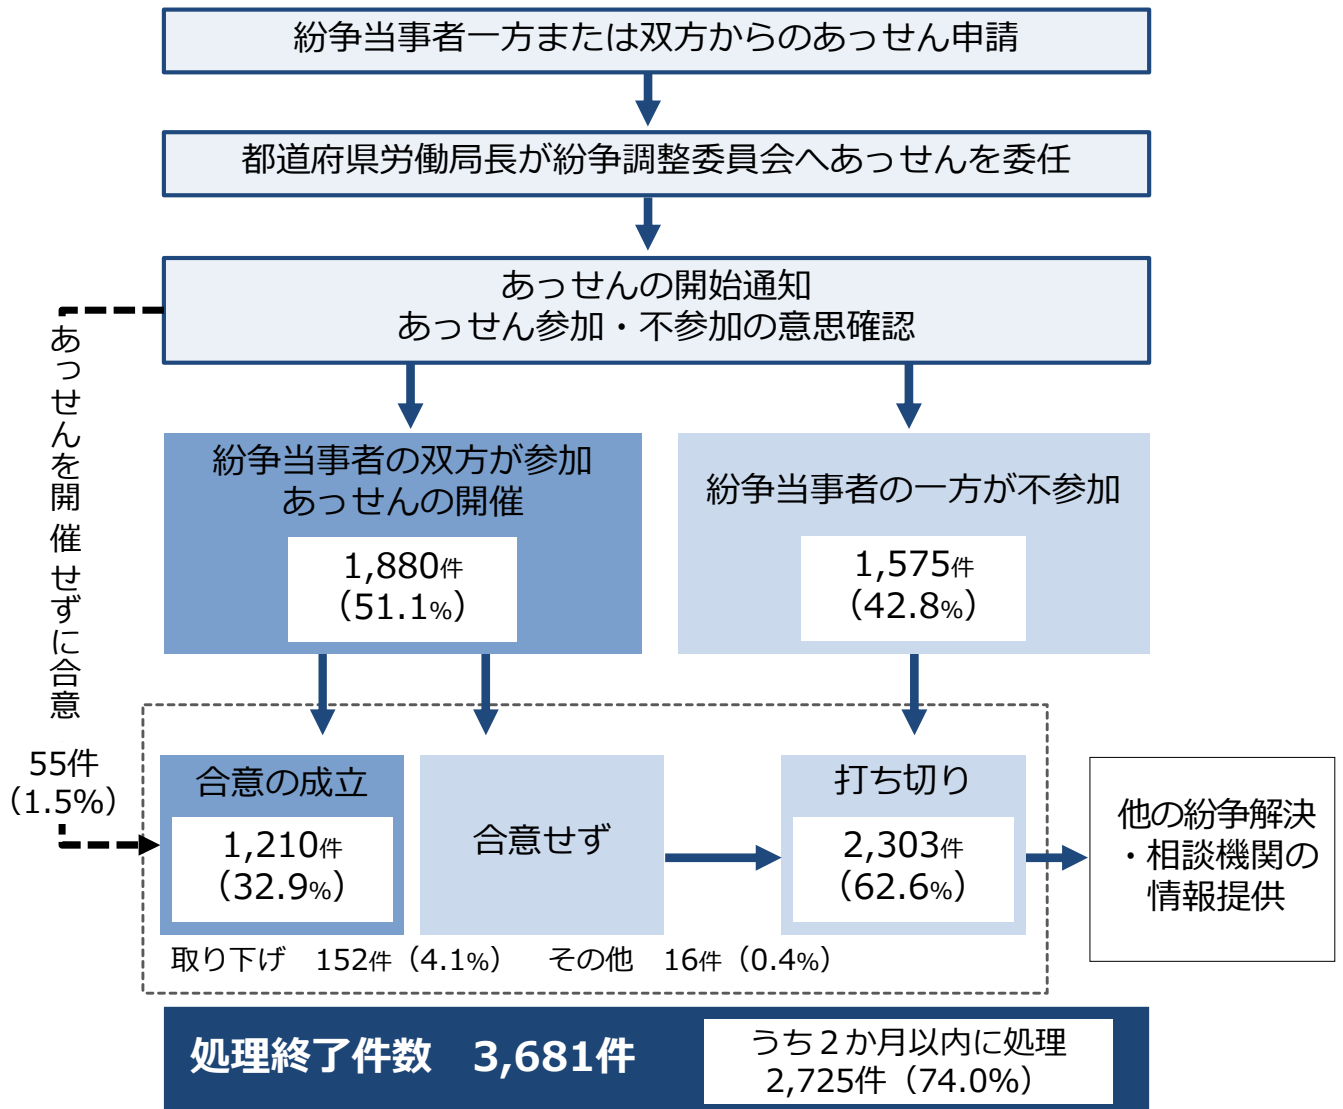 紛争当事者一方または双方からのあっせん申請
都道府県労働局長が紛争調整委員会へあっせんを委任
あっせんの開始通知
あっせん参加・不参加の意思確認
あっせんを開催せずに合意
55件
（1.5%）
紛争当事者の双方が参加
あっせんの開催
1,880件
（51.1%）
紛争当事者の一方が不参加
1,575件
（42.8%）
合意の成立
1,210件
（32.9%）
合意せず
打ち切り
2,303件
（62.6%）
他の紛争解決
・相談機関の
情報提供
取り下げ　152件（4.1%）　その他　16件（0.4%）
処理終了件数　3,681件
うち２か月以内に処理
2,725件（74.0%）